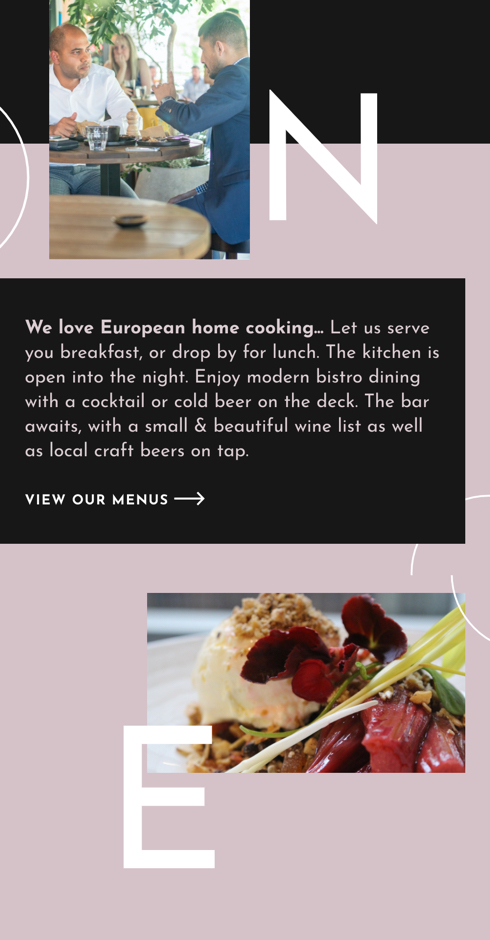 N
We love European home cooking... Let us serve
you breakfast, or drop by for lunch. The kitchen is
open into the night. Enjoy modern bistro dining
with a cocktail or cold beer on the deck. The bar
awaits, with a small & beautiful wine list as well
as local craft beers on tap.
VIEW OUR MENUS
E